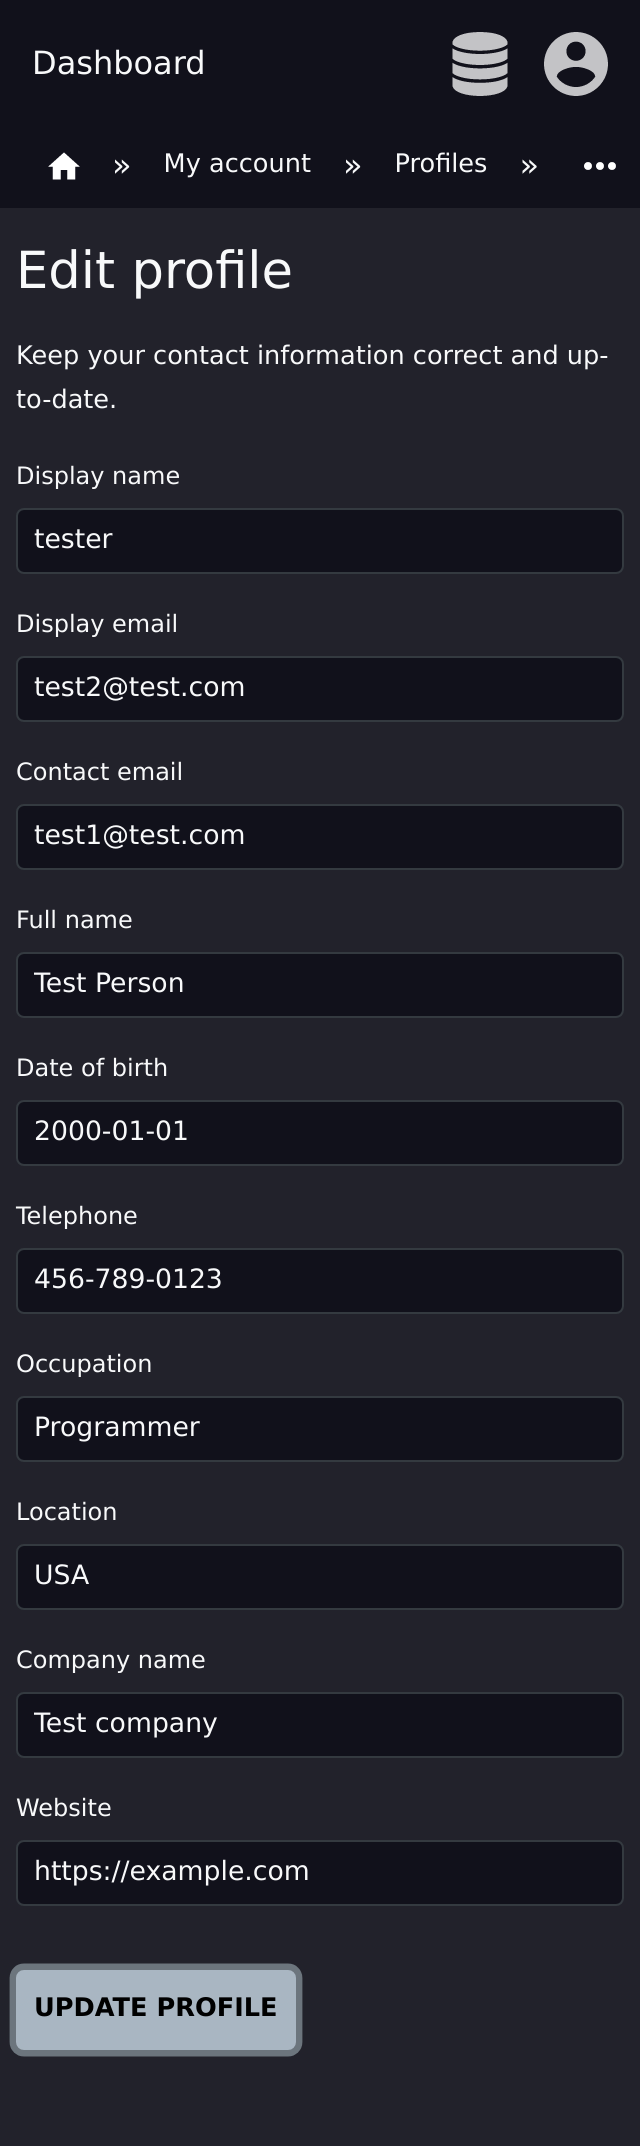 Dashboard
» My account » Profiles » •••
Edit profile
Keep your contact information correct and up-
to-date.
Display name
tester
Display email
test2@test.com
Contact email
test1@test.com
Full name
Test Person
Date of birth
2000-01-01
Telephone
456-789-0123
Occupation
Programmer
Location
USA
Company name
Test company
Website
https://example.com
UPDATE PROFILE